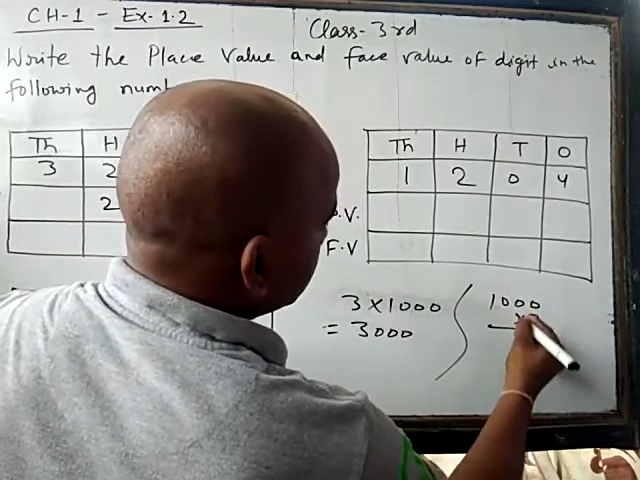 CH-1 - Ex-1.2
Class-3rd
Write the Place Value and face value of digit in the
following
Th H
3 2
2
Th H T O
1 2 0 4
.V.
F.V
3×1000
= 3000
1000